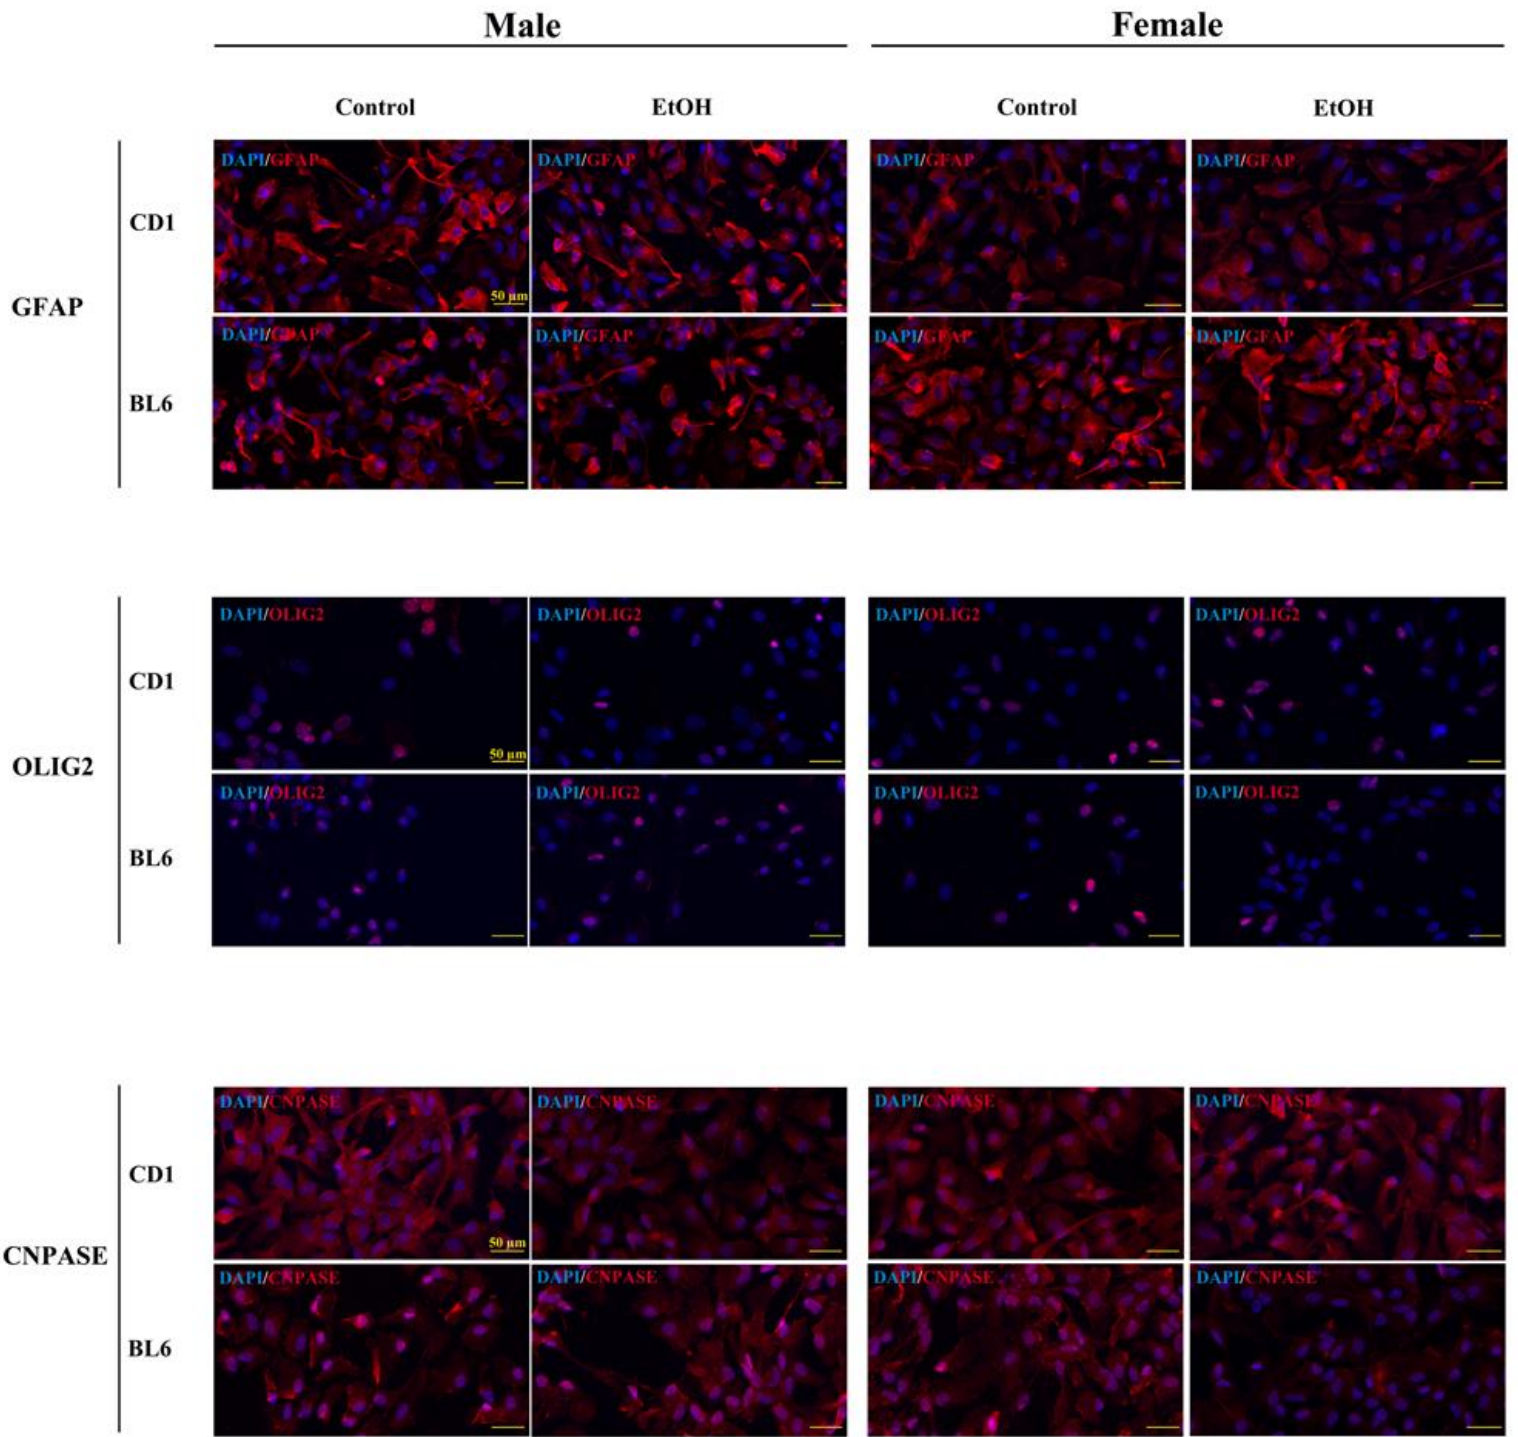 Male Female
Control EtOH Control EtOH
GFAP
CD1
DAPI/GFAP DAPI/GFAP DAPI/GFAP DAPI/GFAP
50 µm
BL6
DAPI/GFAP DAPI/GFAP DAPI/GFAP DAPI/GFAP
OLIG2
CD1
DAPI/OLIG2 DAPI/OLIG2 DAPI/OLIG2 DAPI/OLIG2
50 µm
BL6
DAPI/OLIG2 DAPI/OLIG2 DAPI/OLIG2 DAPI/OLIG2
CNPASE
CD1
DAPI/CNPASE DAPI/CNPASE DAPI/CNPASE DAPI/CNPASE
50 µm
BL6
DAPI/CNPASE DAPI/CNPASE DAPI/CNPASE DAPI/CNPASE